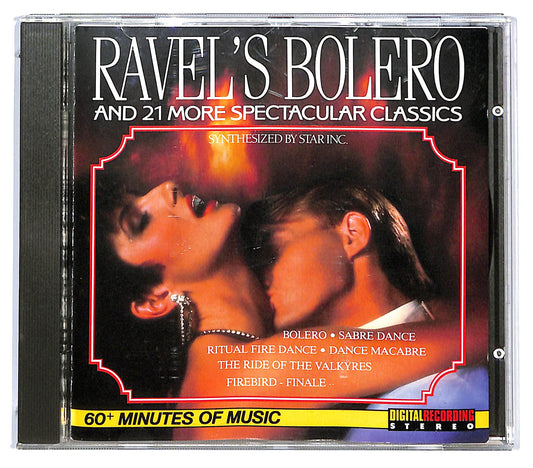 RAVEL'S BOLERO
AND 21 MORE SPECTACULAR CLASSICS
SYNTHESIZED BY STAR INC.
BOLERO • SABRE DANCE
RITUAL FIRE DANCE • DANCE MACABRE
THE RIDE OF THE VALKYRES
FIREBIRD - FINALE
60+ MINUTES OF MUSIC
DIGITAL RECORDING
STEREO